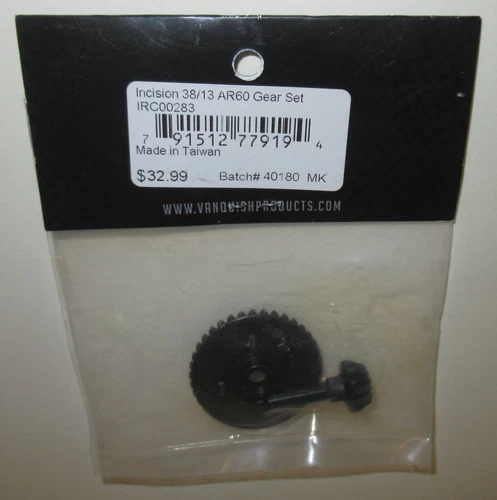 Incision 38/13 AR60 Gear Set
IRC00283
7 91512 77919 4
Made in Taiwan
$32.99 Batch# 40180 MK
WWW.VANQUISHPRODUCTS.COM